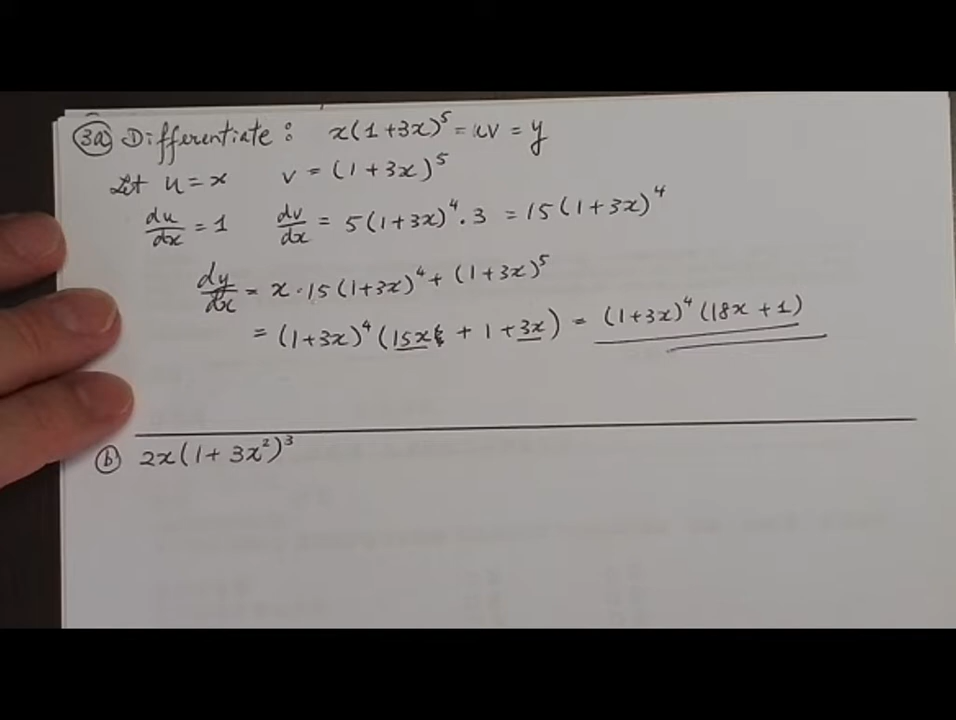 3a Differentiate: x(1+3x)⁵ = uv = y
Let u = x v = (1+3x)⁵
du/dx = 1 dv/dx = 5(1+3x)⁴ · 3 = 15(1+3x)⁴
dy/dx = x · 15(1+3x)⁴ + (1+3x)⁵
= (1+3x)⁴ (15x + 1 + 3x) = (1+3x)⁴ (18x + 1)
b 2x(1+3x²)³